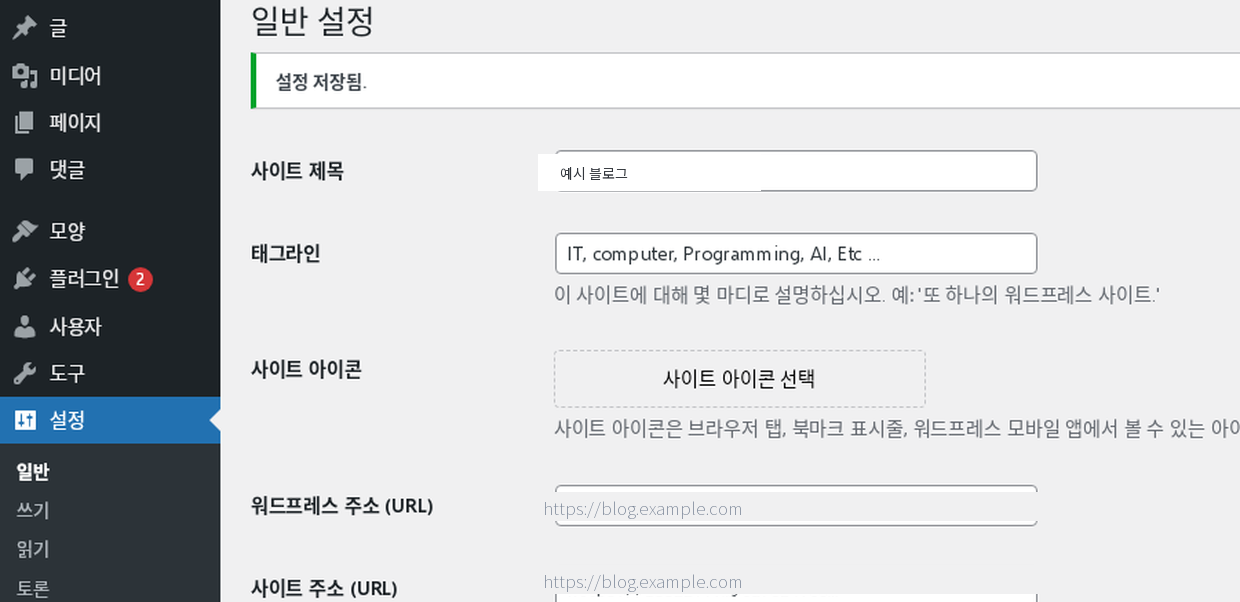 글
미디어
페이지
댓글
모양
플러그인 2
사용자
도구
설정
일반
쓰기
읽기
토론
일반 설정
설정 저장됨.
사이트 제목
예시 블로그
태그라인
IT, computer, Programming, AI, Etc ...
이 사이트에 대해 몇 마디로 설명하십시오. 예: '또 하나의 워드프레스 사이트.'
사이트 아이콘
사이트 아이콘 선택
사이트 아이콘은 브라우저 탭, 북마크 표시줄, 워드프레스 모바일 앱에서 볼 수 있는
워드프레스 주소 (URL)
https://blog.example.com
사이트 주소 (URL)
https://blog.example.com